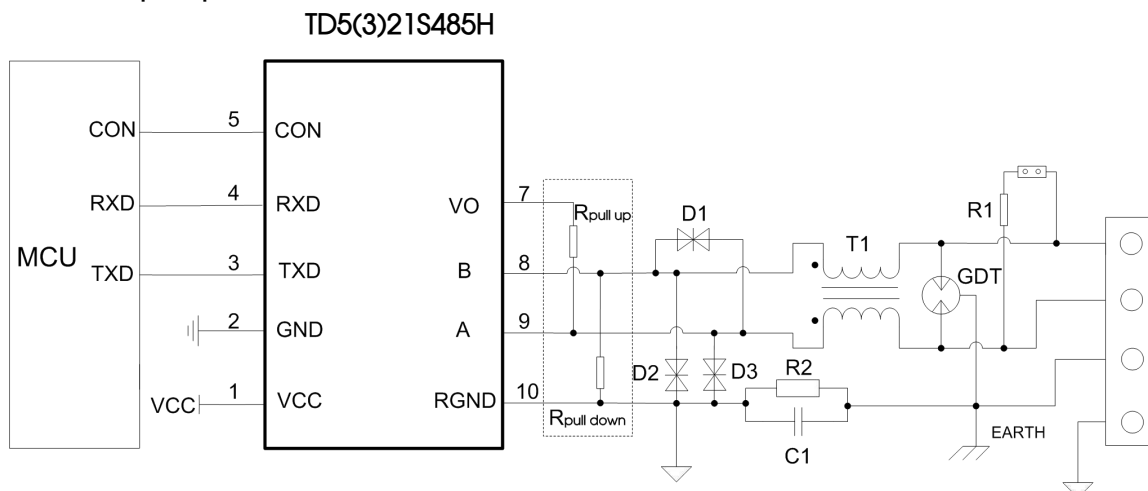 TD5(3)21S485H
MCU
CON 5 CON
RXD 4 RXD
TXD 3 TXD
2 GND
VCC 1 VCC
VO 7
B 8
A 9
RGND 10
Rpull up
Rpull down
D1
D2
D3
T1
R2
C1
GDT
R1
EARTH